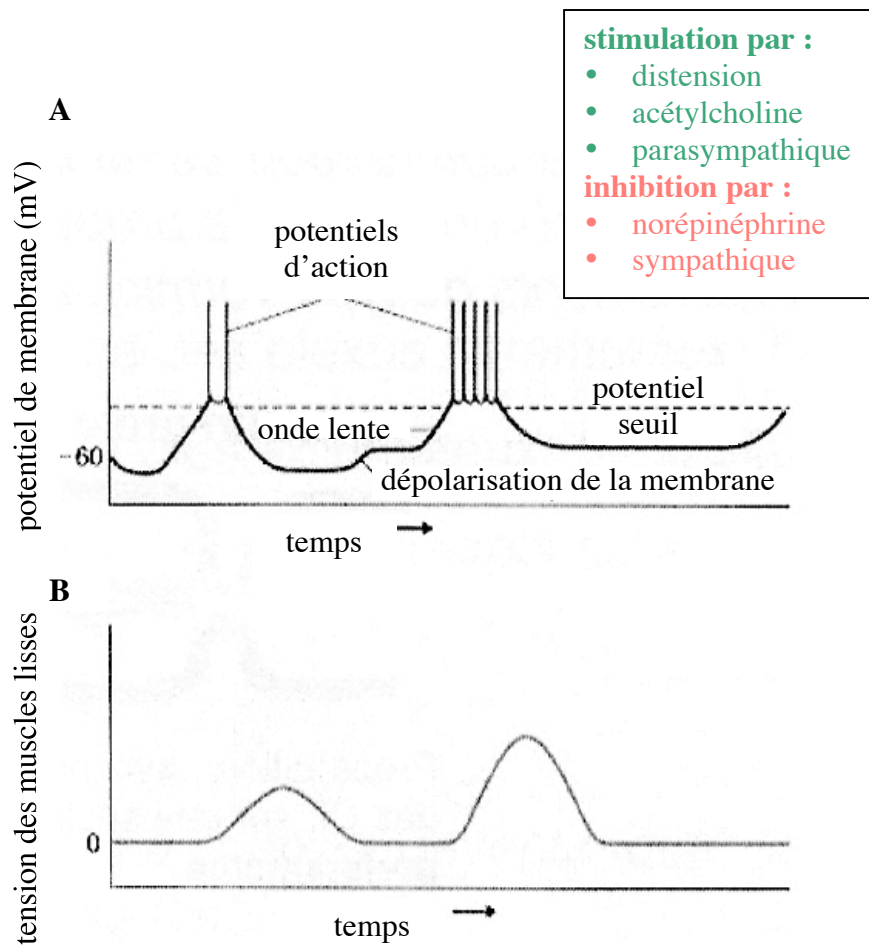 stimulation par :
• distension
• acétylcholine
• parasympathique
inhibition par :
• norépinéphrine
• sympathique
A
potentiel de membrane (mV)
potentiels
d'action
potentiel
seuil
onde lente
-60
dépolarisation de la membrane
temps
B
tension des muscles lisses
0
temps